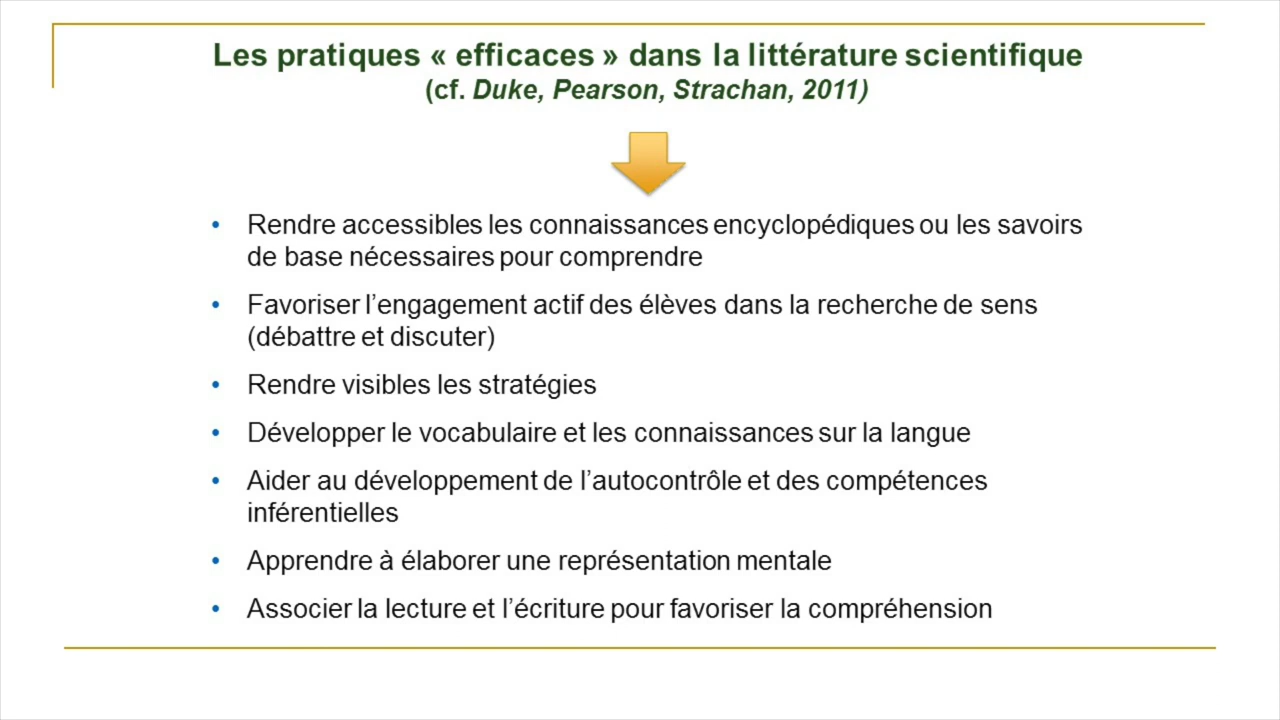 Les pratiques « efficaces » dans la littérature scientifique
(cf. Duke, Pearson, Strachan, 2011)
• Rendre accessibles les connaissances encyclopédiques ou les savoirs
de base nécessaires pour comprendre
• Favoriser l’engagement actif des élèves dans la recherche de sens
(débattre et discuter)
• Rendre visibles les stratégies
• Développer le vocabulaire et les connaissances sur la langue
• Aider au développement de l’autocontrôle et des compétences
inférentielles
• Apprendre à élaborer une représentation mentale
• Associer la lecture et l’écriture pour favoriser la compréhension